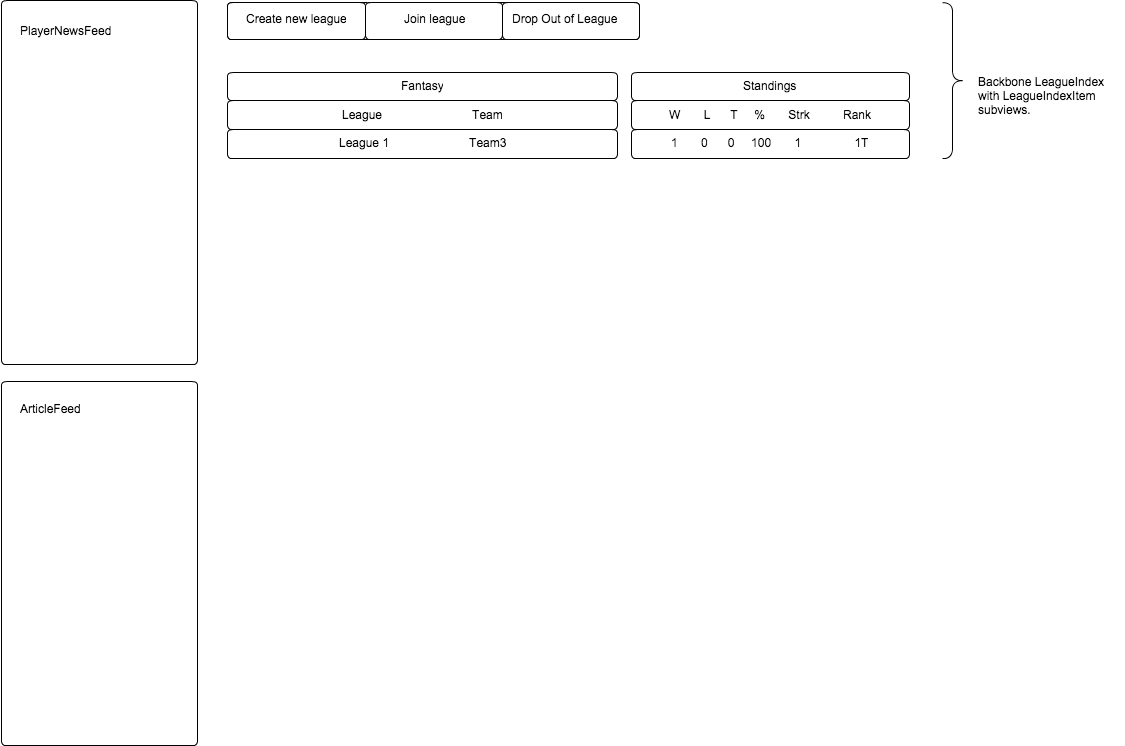 PlayerNewsFeed
Create new league Join league Drop Out of League
Fantasy
League Team
League 1 Team3
Standings
W L T % Strk Rank
1 0 0 100 1 1T
Backbone LeagueIndex
with LeagueIndexItem
subviews.
ArticleFeed